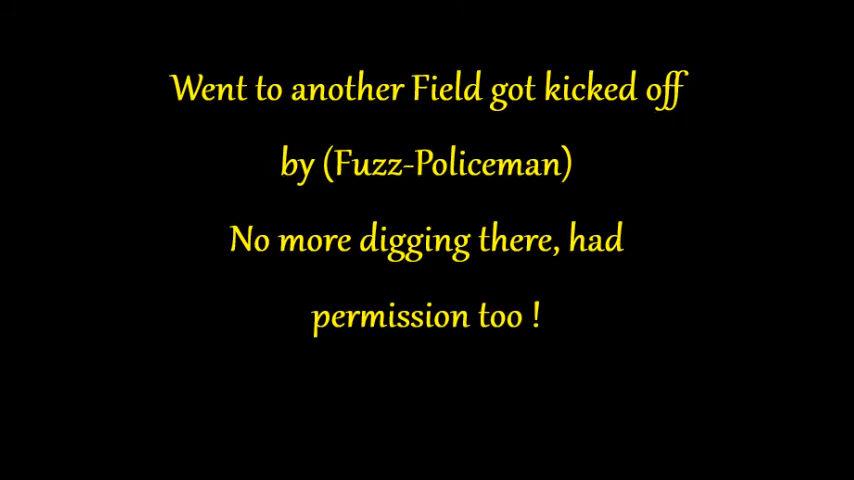 Went to another Field got kicked off
by (Fuzz-Policeman)
No more digging there, had
permission too !